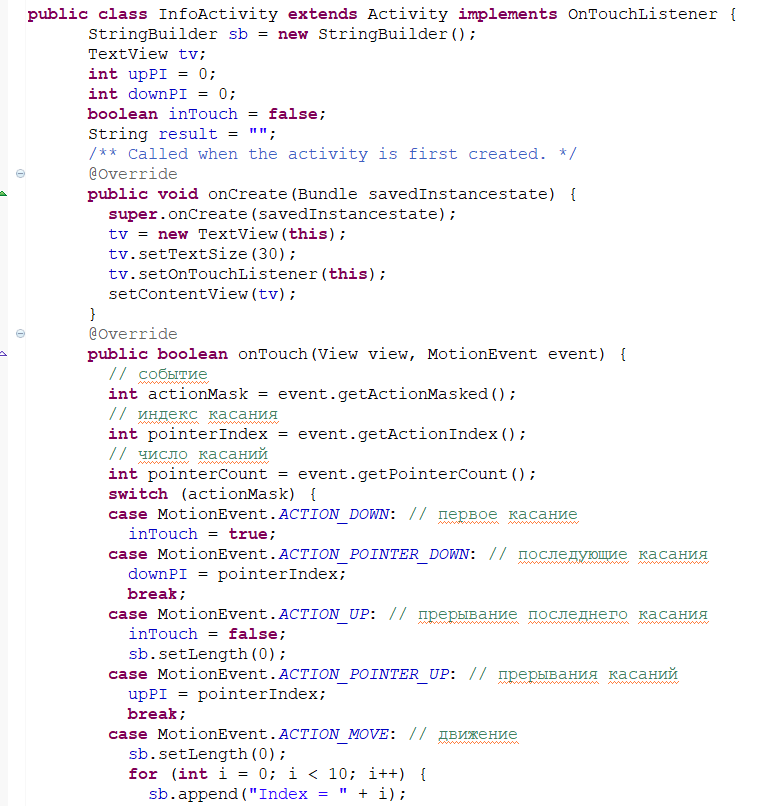 public class InfoActivity extends Activity implements OnTouchListener {
StringBuilder sb = new StringBuilder();
TextView tv;
int upPI = 0;
int downPI = 0;
boolean inTouch = false;
String result = "";
/** Called when the activity is first created. */
@Override
public void onCreate(Bundle savedInstancestate) {
super.onCreate(savedInstancestate);
tv = new TextView(this);
tv.setTextSize(30);
tv.setOnTouchListener(this);
setContentView(tv);
}
@Override
public boolean onTouch(View view, MotionEvent event) {
// событие
int actionMask = event.getActionMasked();
// индекс касания
int pointerIndex = event.getActionIndex();
// число касаний
int pointerCount = event.getPointerCount();
switch (actionMask) {
case MotionEvent.ACTION_DOWN: // первое касание
inTouch = true;
case MotionEvent.ACTION_POINTER_DOWN: // последующие касания
downPI = pointerIndex;
break;
case MotionEvent.ACTION_UP: // прерывание последнего касания
inTouch = false;
sb.setLength(0);
case MotionEvent.ACTION_POINTER_UP: // прерывания касаний
upPI = pointerIndex;
break;
case MotionEvent.ACTION_MOVE: // движение
sb.setLength(0);
for (int i = 0; i < 10; i++) {
sb.append("Index = " + i);